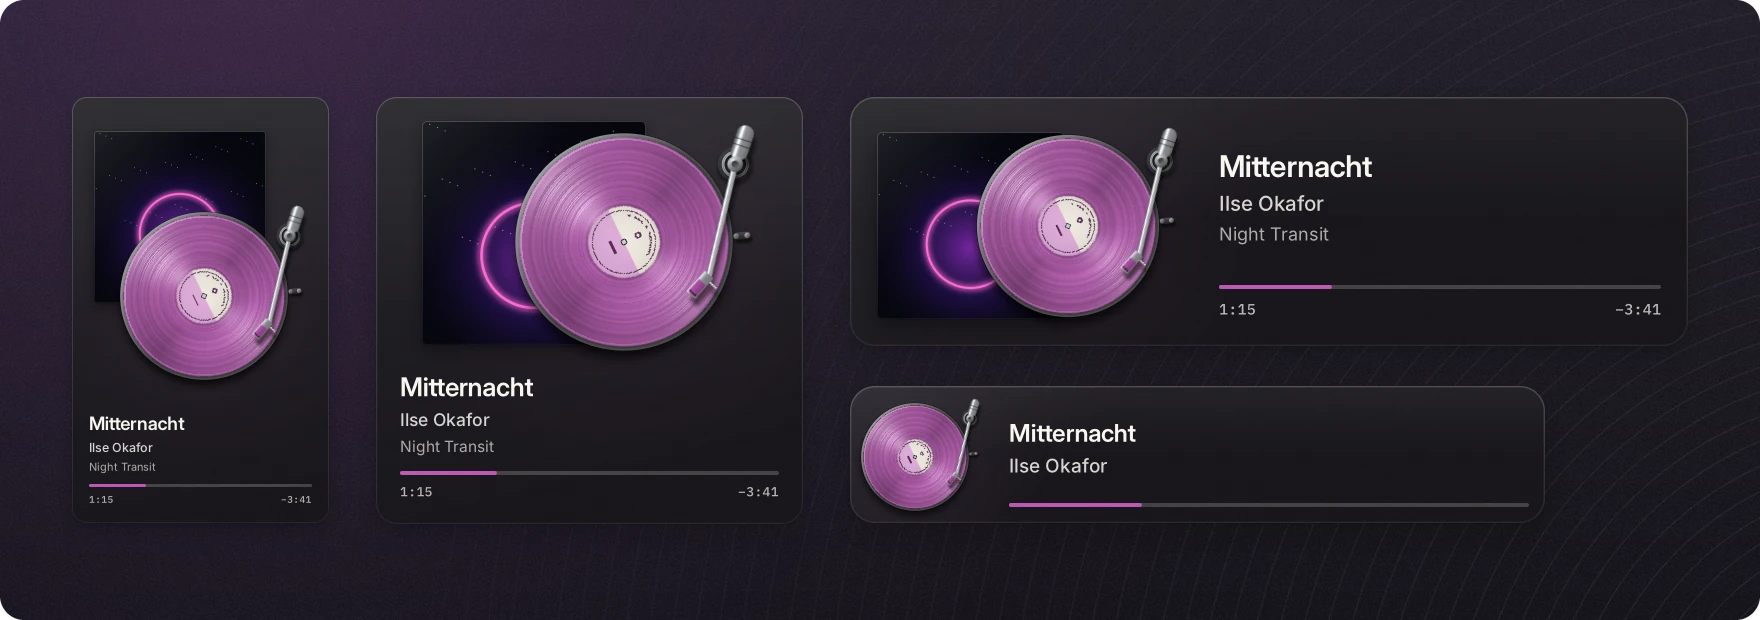 Mitternacht
Ilse Okafor
Night Transit
1:15
−3:41
Mitternacht
Ilse Okafor
Night Transit
1:15
−3:41
Mitternacht
Ilse Okafor
Night Transit
1:15
−3:41
Mitternacht
Ilse Okafor